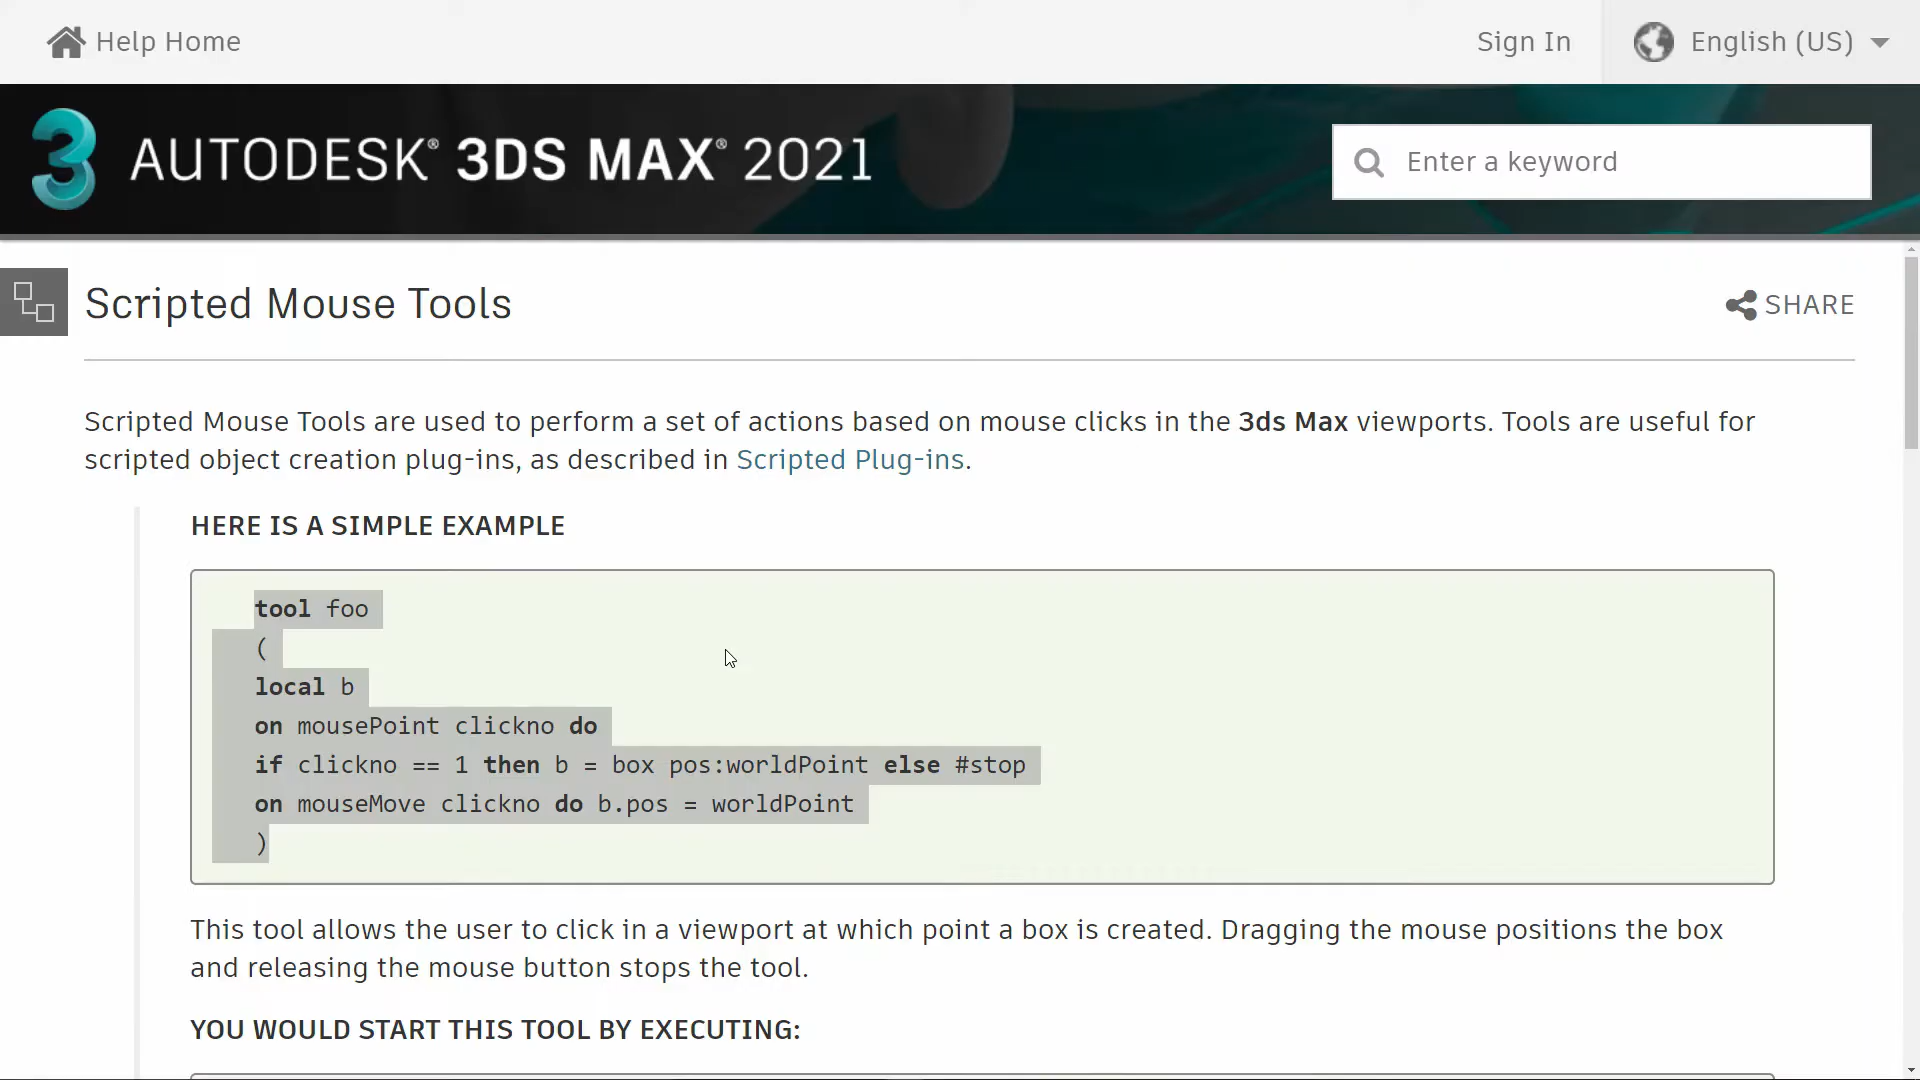 Help Home
Sign In
English (US)
3
AUTODESK® 3DS MAX® 2021
Enter a keyword
Scripted Mouse Tools
SHARE
Scripted Mouse Tools are used to perform a set of actions based on mouse clicks in the 3ds Max viewports. Tools are useful for
scripted object creation plug-ins, as described in Scripted Plug-ins.
HERE IS A SIMPLE EXAMPLE
tool foo
(
local b
on mousePoint clickno do
if clickno == 1 then b = box pos:worldPoint else #stop
on mouseMove clickno do b.pos = worldPoint
)
This tool allows the user to click in a viewport at which point a box is created. Dragging the mouse positions the box
and releasing the mouse button stops the tool.
YOU WOULD START THIS TOOL BY EXECUTING: